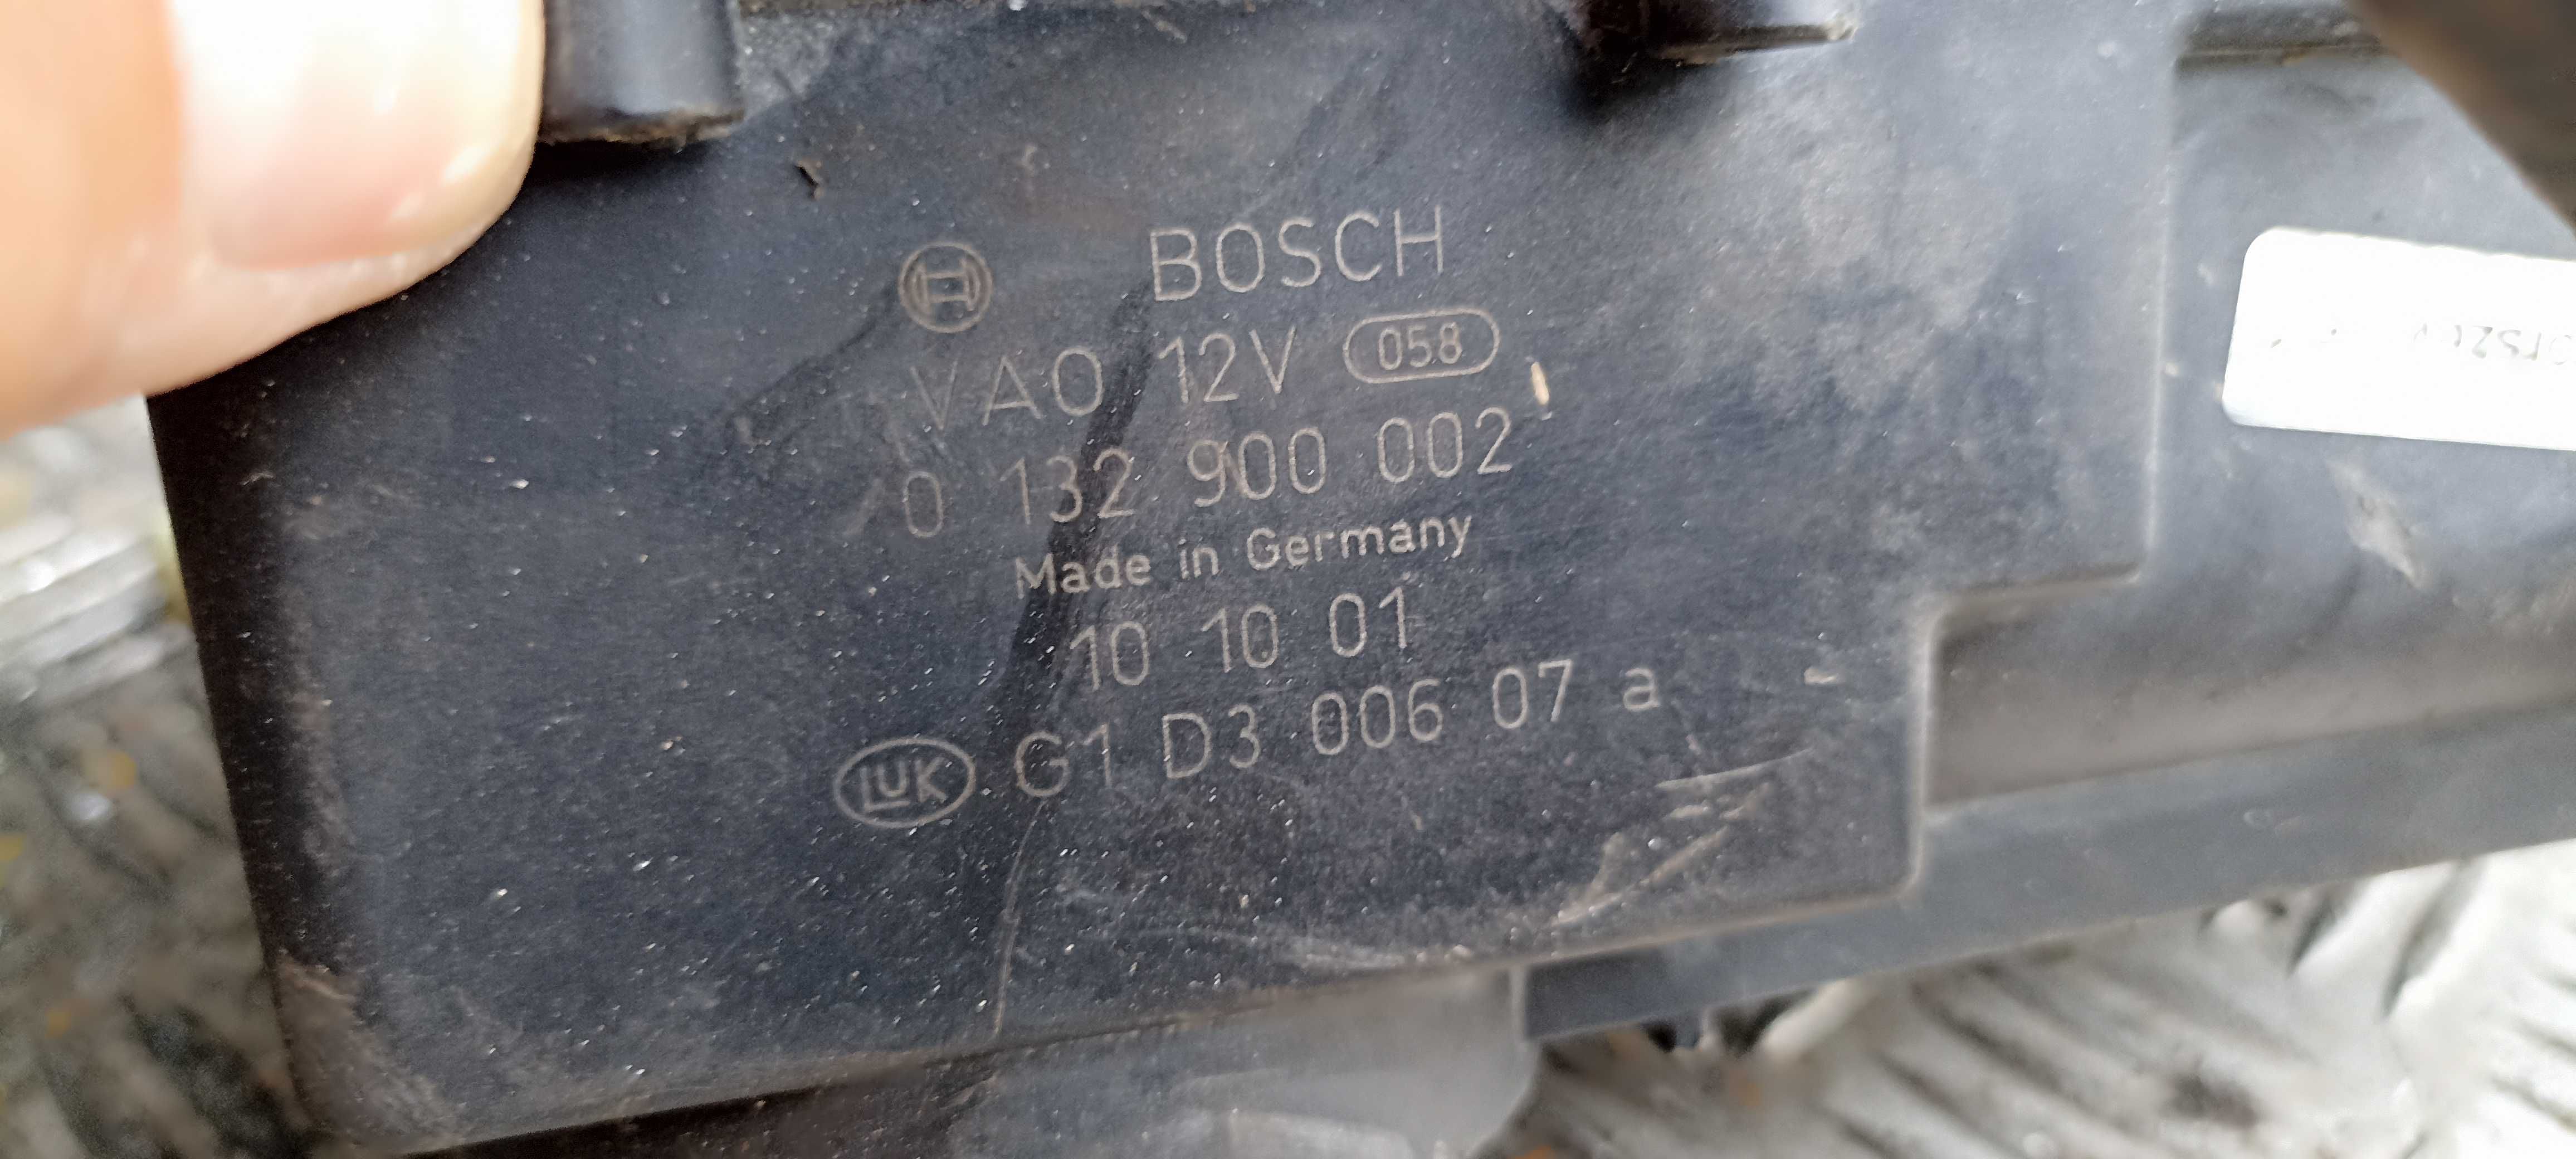 BOSCH
VAO 12V 058
0 132 900 002
Made in Germany
10 10 01
LUK G1 D3 006 07 a